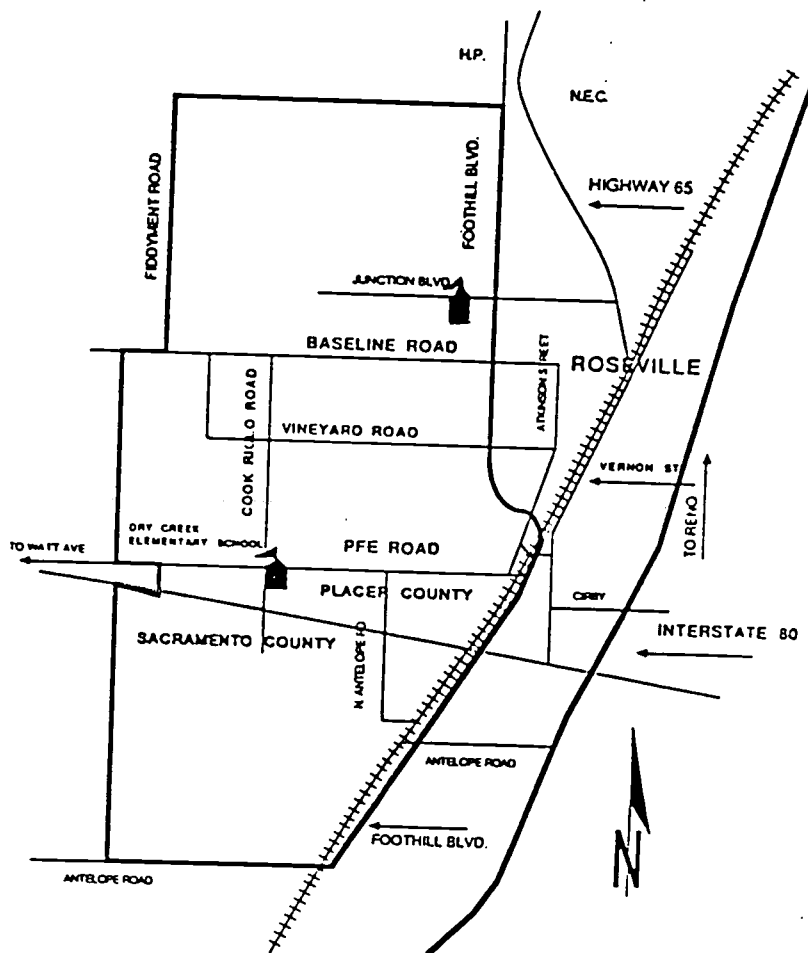 H.P.
N.E.C.
FIDDYMENT ROAD
FOOTHILL BLVD.
HIGHWAY 65
JUNCTION BLVD.
BASELINE ROAD
ATKINSON STREET
ROSEVILLE
COOK RIOLO ROAD
VINEYARD ROAD
VERNON ST.
TO RENO
DRY CREEK
ELEMENTARY SCHOOL
TO WATT AVE
PFE ROAD
PLACER COUNTY
CIRBY
SACRAMENTO COUNTY
N. ANTELOPE RD
INTERSTATE 80
ANTELOPE ROAD
FOOTHILL BLVD.
ANTELOPE ROAD
N